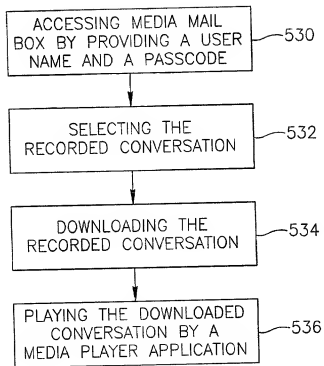 ACCESSING MEDIA MAIL
BOX BY PROVIDING A USER
NAME AND A PASSCODE
530
SELECTING THE
RECORDED CONVERSATION
532
DOWNLOADING THE
RECORDED CONVERSATION
534
PLAYING THE DOWNLOADED
CONVERSATION BY A
MEDIA PLAYER APPLICATION
536